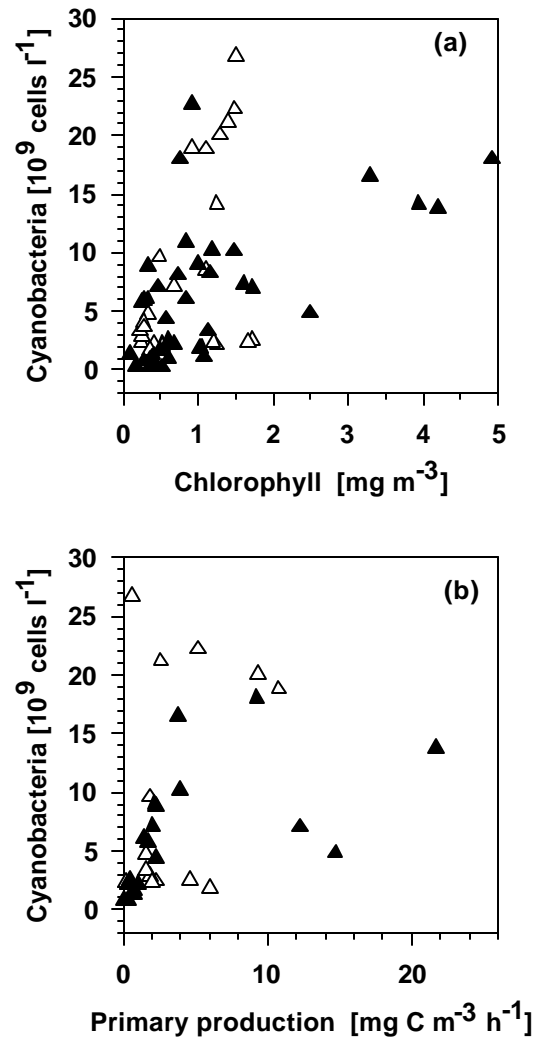 30
25
20
15
10
5
0
Cyanobacteria [10⁹ cells l⁻¹]
(a)
0 1 2 3 4 5
Chlorophyll [mg m⁻³]
30
25
20
15
10
5
0
Cyanobacteria [10⁹ cells l⁻¹]
(b)
0 10 20
Primary production [mg C m⁻³ h⁻¹]